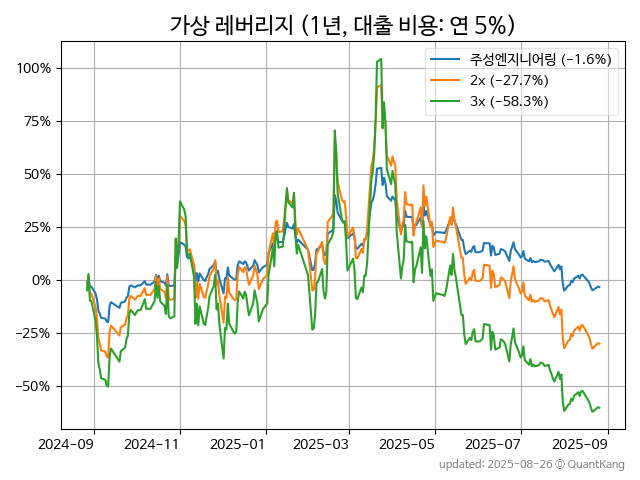 가상 레버리지 (1년, 대출 비용: 연 5%)
주성엔지니어링 (−1.6%)
2x (−27.7%)
3x (−58.3%)
100%
75%
50%
25%
0%
−25%
−50%
2024-09 2024-11 2025-01 2025-03 2025-05 2025-07 2025-09
updated: 2025-08-26 © QuantKang